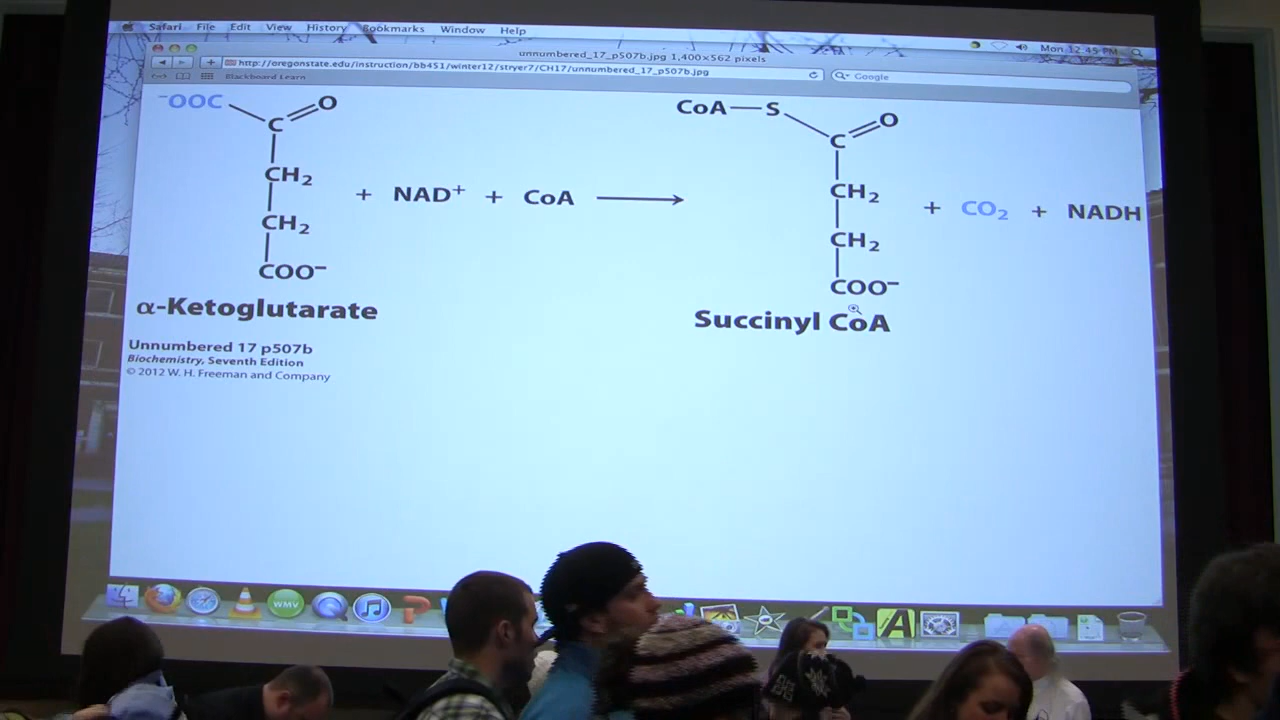 Safari File Edit View History Bookmarks Window Help Mon 12:45 PM
unnumbered_17_p507b.jpg 1,400×562 pixels
http://oregonstate.edu/instruction/bb451/winter12/stryer7/CH17/unnumbered_17_p507b.jpg Google
Blackboard Learn
⁻OOC O CoA—S O
C C
CH₂ CH₂
+ NAD⁺ + CoA ⟶ + CO₂ + NADH
CH₂ CH₂
COO⁻ COO⁻
α-Ketoglutarate Succinyl CoA
Unnumbered 17 p507b
Biochemistry, Seventh Edition
© 2012 W. H. Freeman and Company
WMV